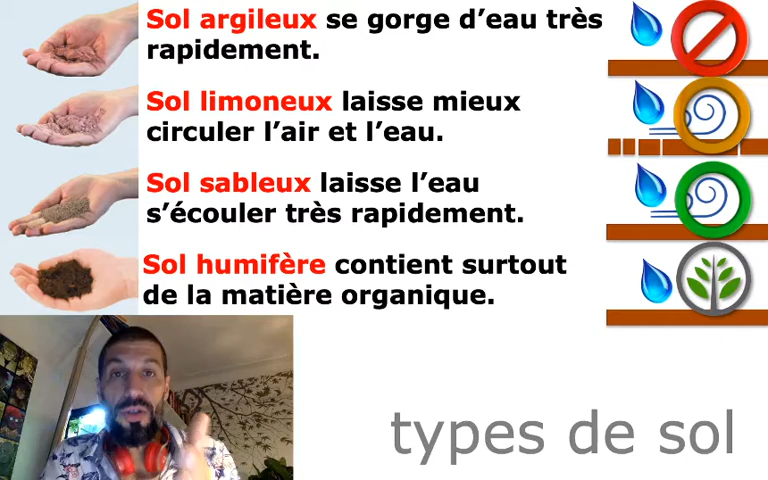 Sol argileux se gorge d’eau très
rapidement.
Sol limoneux laisse mieux
circuler l’air et l’eau.
Sol sableux laisse l’eau
s’écouler très rapidement.
Sol humifère contient surtout
de la matière organique.
types de sol